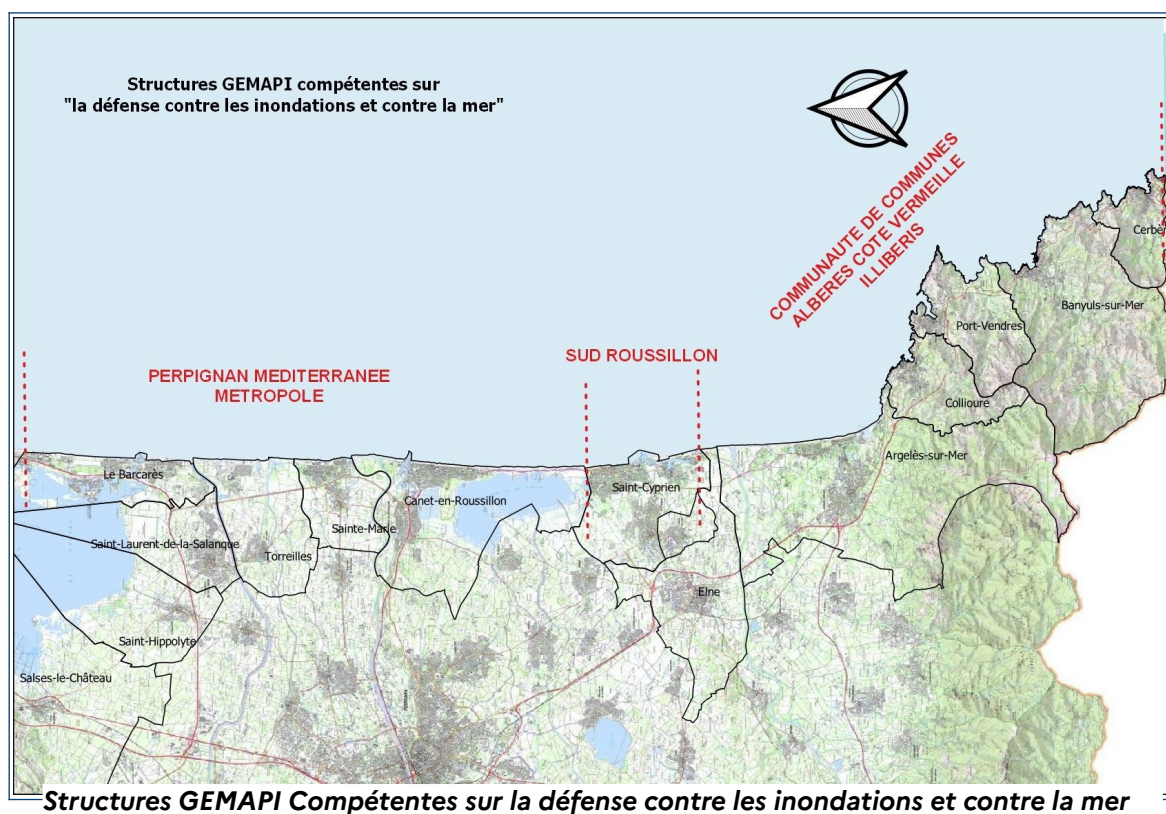 Structures GEMAPI compétentes sur
"la défense contre les inondations et contre la mer"
COMMUNAUTE DE COMMUNES
ALBERES COTE VERMEILLE
ILLIBERIS
PERPIGNAN MEDITERRANEE
METROPOLE
SUD ROUSSILLON
Banyuls-sur-Mer
Port-Vendres
Collioure
Argelès-sur-Mer
Le Barcarès
Canet-en-Roussillon
Saint-Cyprien
Sainte-Marie
Saint-Laurent-de-la-Salanque
Torreilles
Elne
Saint-Hippolyte
Salses-le-Château
Structures GEMAPI Compétentes sur la défense contre les inondations et contre la mer